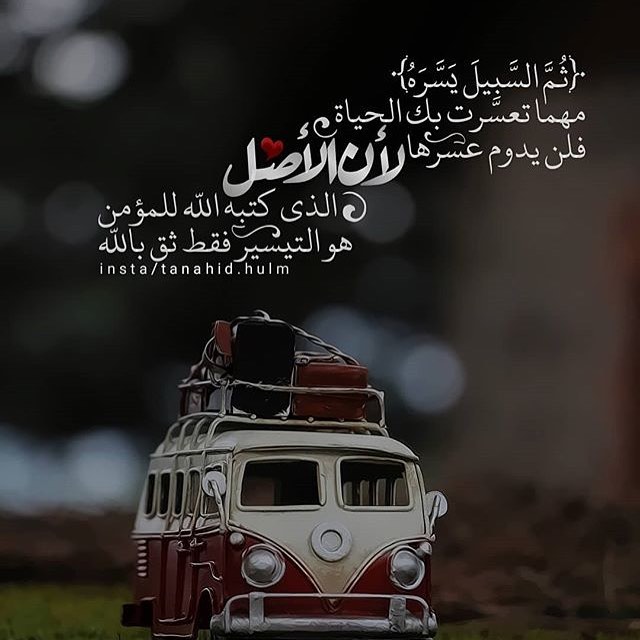 ﴿ثُمَّ السَّبِيلَ يَسَّرَهُ﴾.
مهما تعسَّرت بك الحياة
فلن يدوم عسرها لأن الأصل
الذى كتبه الله للمؤمن
هو التيسير فقط ثق بالله
insta/tanahid.hulm